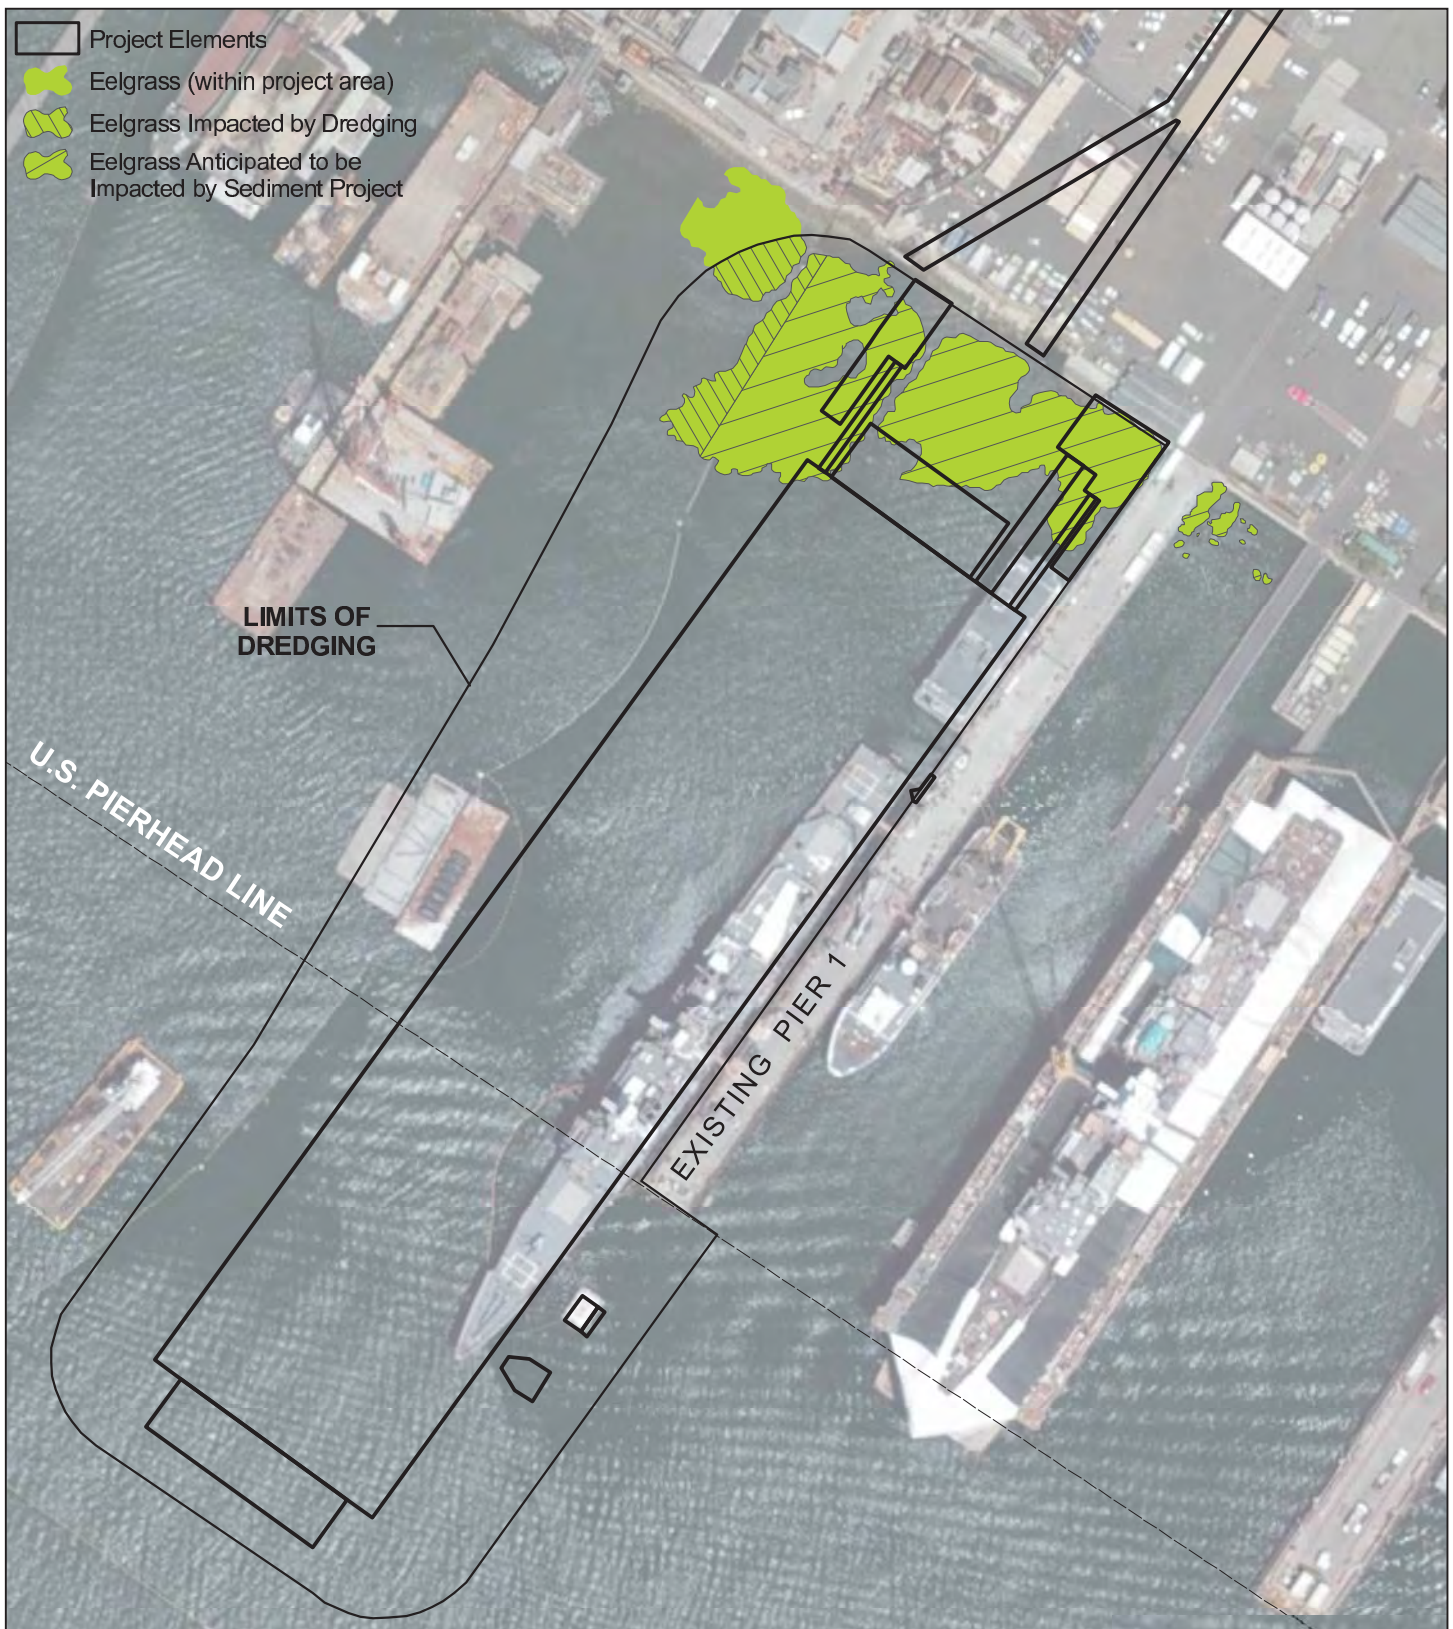 Project Elements
Eelgrass (within project area)
Eelgrass Impacted by Dredging
Eelgrass Anticipated to be
Impacted by Sediment Project
LIMITS OF
DREDGING
U.S. PIERHEAD LINE
EXISTING PIER 1